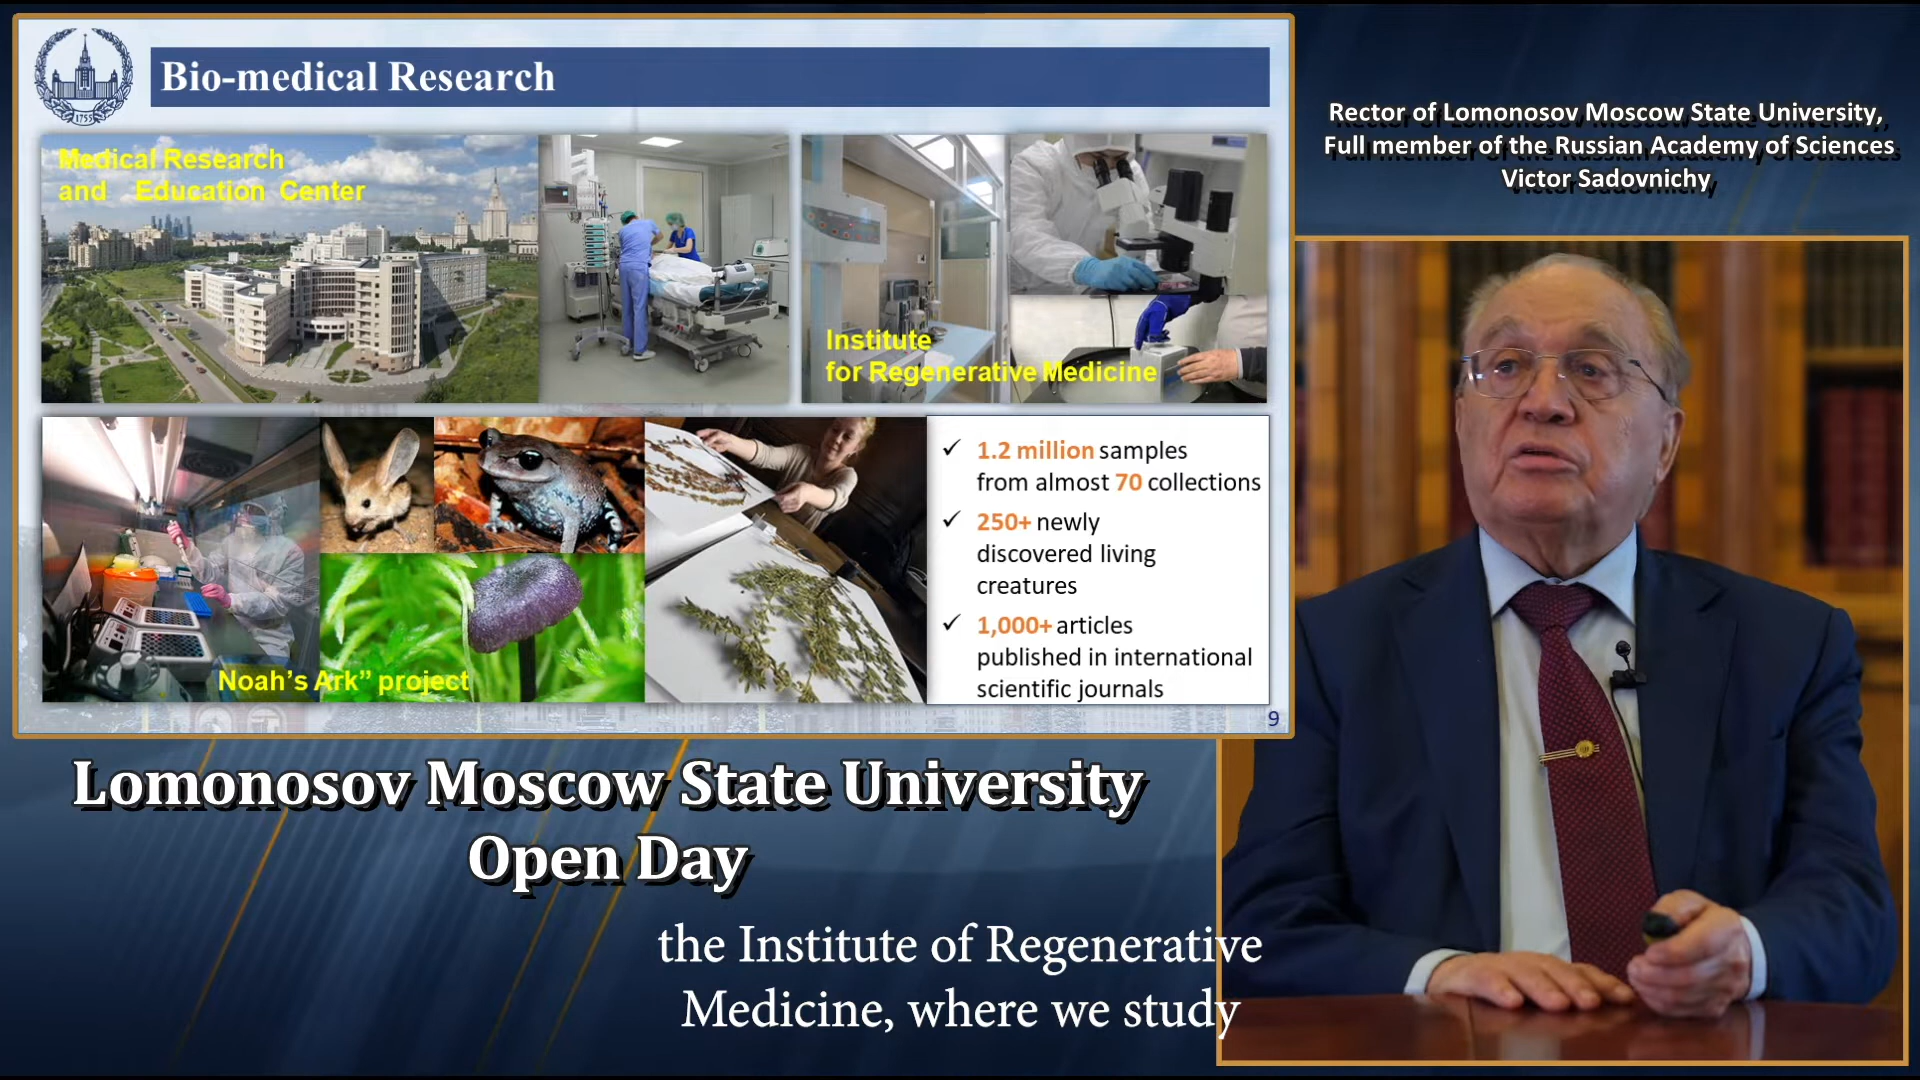 1755
Bio-medical Research
Medical Research
and Education Center
Institute
for Regenerative Medicine
Noah's Ark" project
✓ 1.2 million samples
from almost 70 collections
✓ 250+ newly
discovered living
creatures
✓ 1,000+ articles
published in international
scientific journals
9
Rector of Lomonosov Moscow State University,
Full member of the Russian Academy of Sciences
Victor Sadovnichy
Lomonosov Moscow State University
Open Day
the Institute of Regenerative
Medicine, where we study